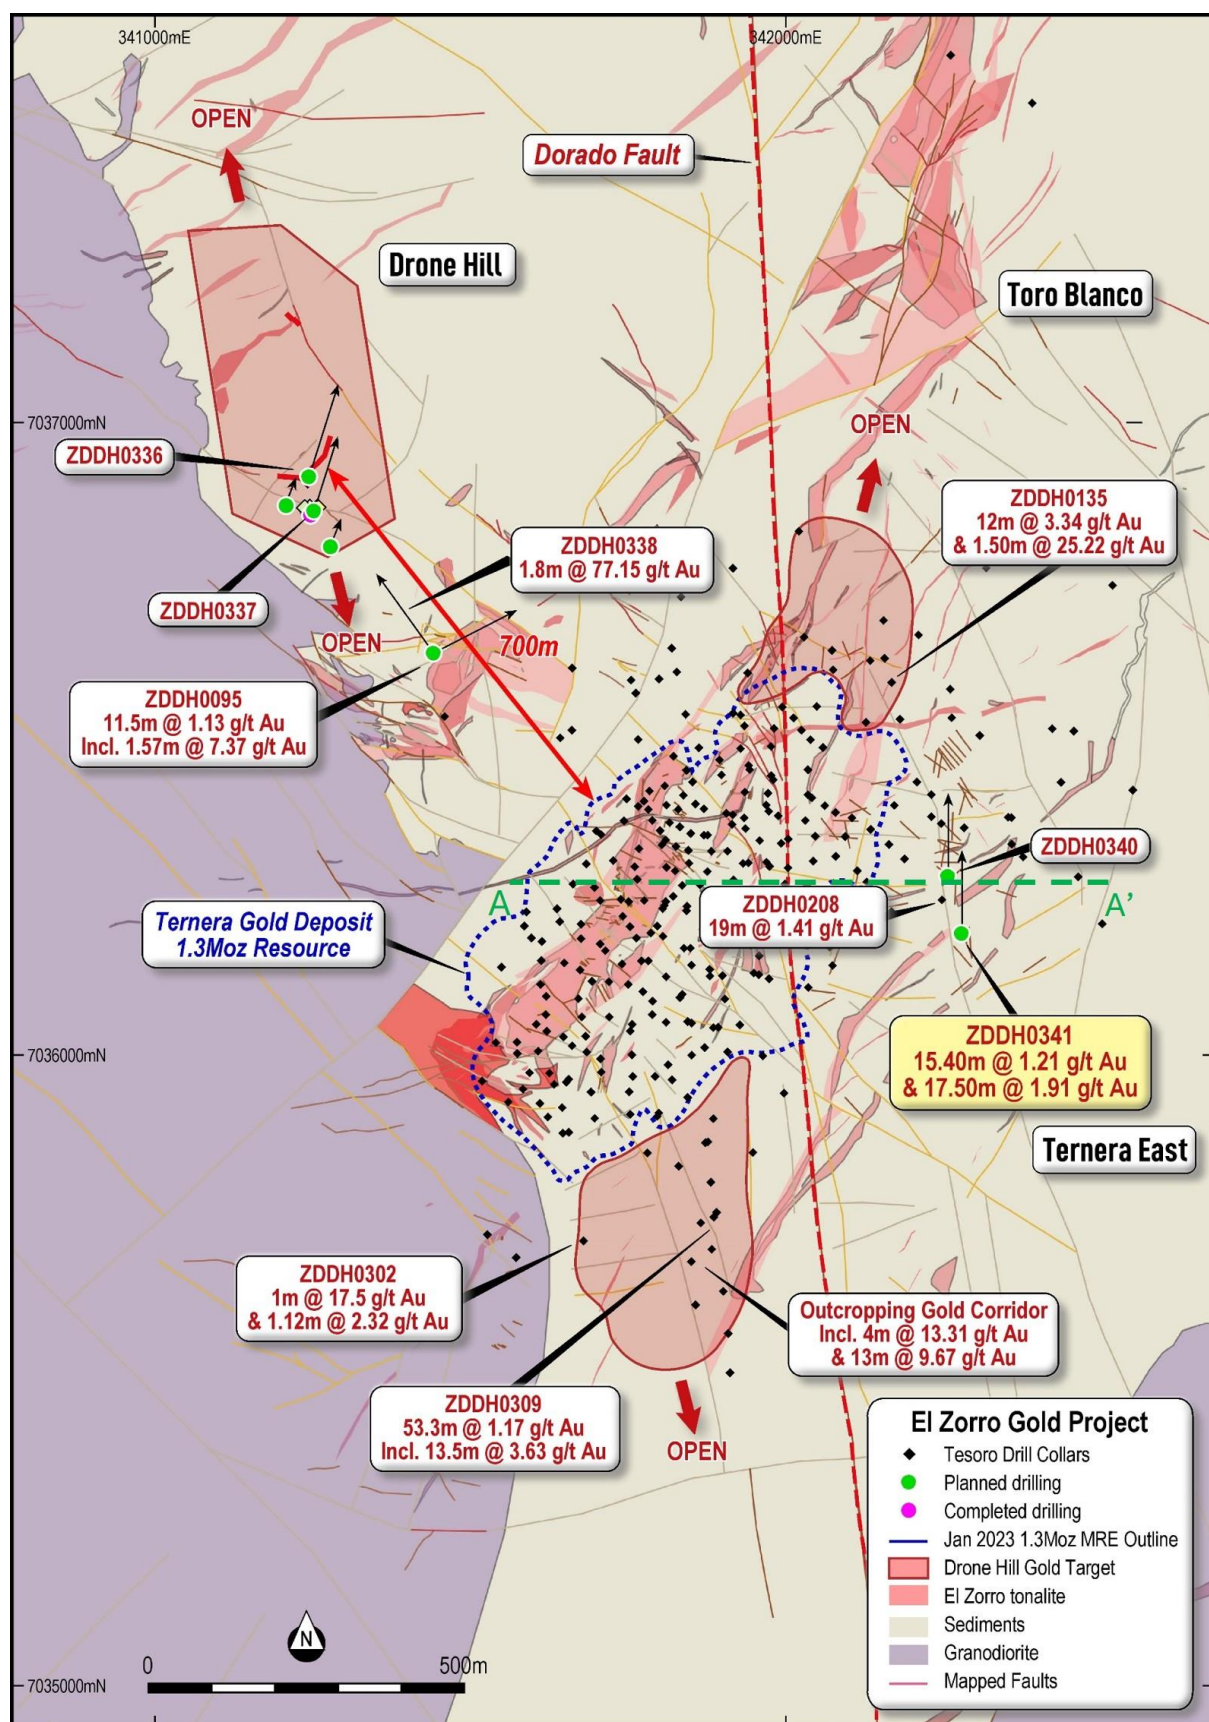 341000mE
342000mE
OPEN
Dorado Fault
Drone Hill
Toro Blanco
7037000mN
OPEN
ZDDH0336
ZDDH0135
12m @ 3.34 g/t Au
& 1.50m @ 25.22 g/t Au
ZDDH0338
1.8m @ 77.15 g/t Au
ZDDH0337
OPEN
700m
ZDDH0095
11.5m @ 1.13 g/t Au
Incl. 1.57m @ 7.37 g/t Au
ZDDH0340
A
A'
ZDDH0208
19m @ 1.41 g/t Au
Ternera Gold Deposit
1.3Moz Resource
7036000mN
ZDDH0341
15.40m @ 1.21 g/t Au
& 17.50m @ 1.91 g/t Au
Ternera East
ZDDH0302
1m @ 17.5 g/t Au
& 1.12m @ 2.32 g/t Au
Outcropping Gold Corridor
Incl. 4m @ 13.31 g/t Au
& 13m @ 9.67 g/t Au
ZDDH0309
53.3m @ 1.17 g/t Au
Incl. 13.5m @ 3.63 g/t Au
OPEN
El Zorro Gold Project
Tesoro Drill Collars
Planned drilling
Completed drilling
Jan 2023 1.3Moz MRE Outline
Drone Hill Gold Target
El Zorro tonalite
Sediments
Granodiorite
Mapped Faults
N
0
500m
7035000mN